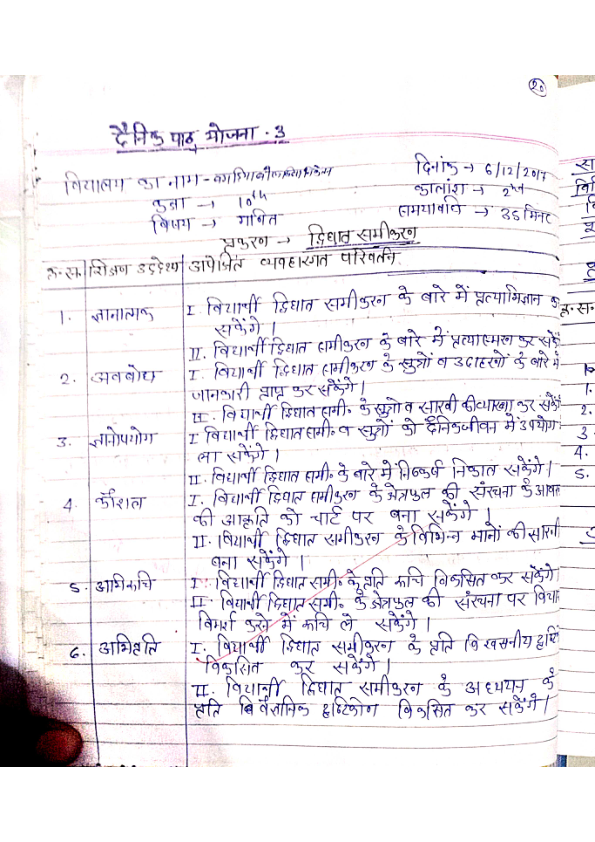 20
दैनिक पाठ योजना - 3
विद्यालय का नाम -
दिनांक → 6/12/2017
कक्षा → 10th
कालांश → 2nd
विषय → गणित
समयावधि → 35 मिनट
प्रकरण → द्विघात समीकरण
क्र.स. शिक्षण उद्देश्य अपेक्षित व्यवहारगत परिवर्तन
1. ज्ञानात्मक I. विद्यार्थी द्विघात समीकरण के बारे में प्रत्याभिज्ञान क
सकेंगे।
II. विद्यार्थी द्विघात समीकरण के बारे में प्रत्यास्मरण कर सकें
2. अवबोध I. विद्यार्थी द्विघात समीकरण के सूत्रों व उदाहरणों के बारे में
जानकारी प्राप्त कर सकेंगे।
II. विद्यार्थी द्विघात समी॰ के सूत्रो व सारणी की व्याख्या कर सकेंगे
3. ज्ञानोपयोग I विद्यार्थी द्विघात समी॰ व सूत्रों को दैनिक जीवन में उपयोग
ला सकेंगे।
II. विद्यार्थी द्विघात समी॰ के बारे में निष्कर्ष निकाल सकेंगे।
4. कौशल I. विद्यार्थी द्विघात समीकरण के क्षेत्रफल की संरचना के
की आकृति को चार्ट पर बना सकेंगे।
II. विद्यार्थी द्विघात समीकरण के विभिन्न मानों की सारणी
बना सकेंगे।
5. अभिरुचि I. विद्यार्थी द्विघात समी॰ के प्रति रुचि विकसित कर सकेंगे।
II. विद्यार्थी द्विघात समी॰ के क्षेत्रफल की संरचना पर विचा
विमर्श करने में रुचि ले सकेंगे।
6. अभिवृत्ति I. विद्यार्थी द्विघात समीकरण के प्रति विश्वसनीय दृष्टि
विकसित कर सकेंगे।
II. विद्यार्थी द्विघात समीकरण के अध्ययन के
प्रति वैज्ञानिक दृष्टिकोण विकसित कर सकेंगे।
क्र.स.
1.
2.
3
4.
5.